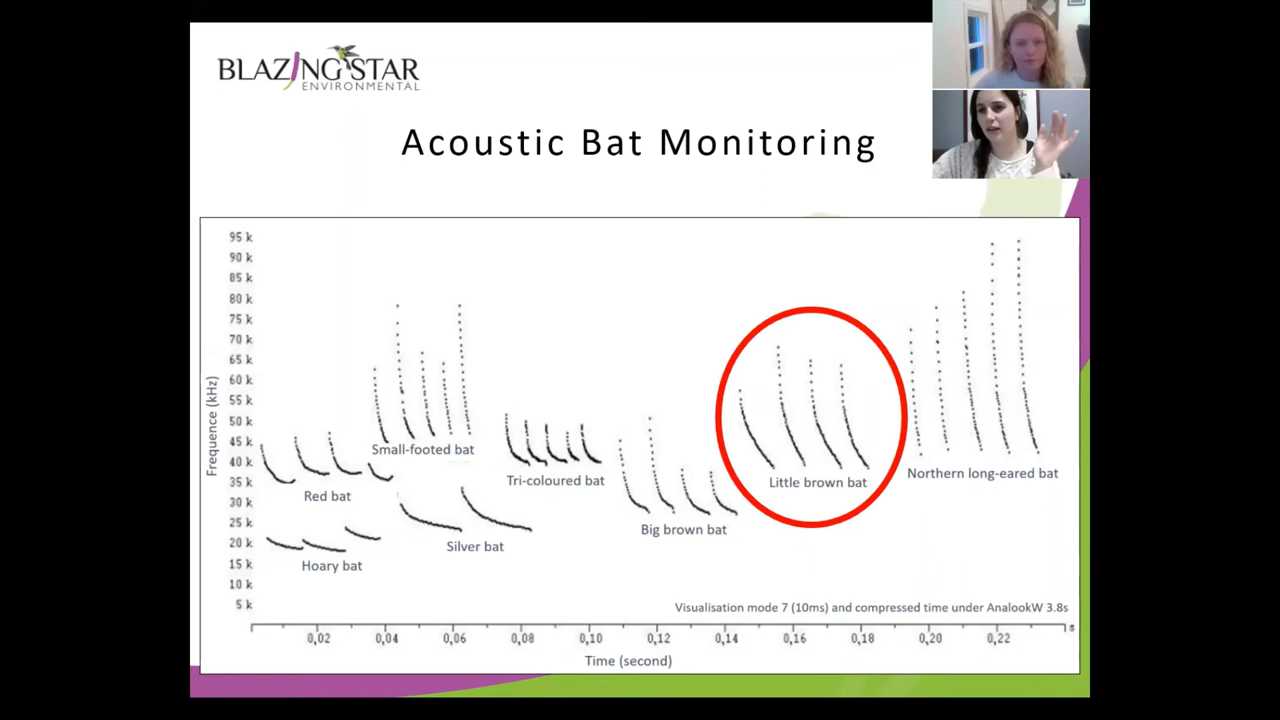 BLAZING STAR
ENVIRONMENTAL
Acoustic Bat Monitoring
95 k
90 k
85 k
80 k
75 k
70 k
65 k
60 k
55 k
50 k
45 k
40 k
35 k
30 k
25 k
20 k
15 k
10 k
5 k
Frequence (kHz)
Small-footed bat
Red bat
Hoary bat
Silver bat
Tri-coloured bat
Big brown bat
Little brown bat
Northern long-eared bat
Visualisation mode 7 (10ms) and compressed time under AnalookW 3.8s
0,02 0,04 0,06 0,08 0,10 0,12 0,14 0,16 0,18 0,20 0,22 s
Time (second)